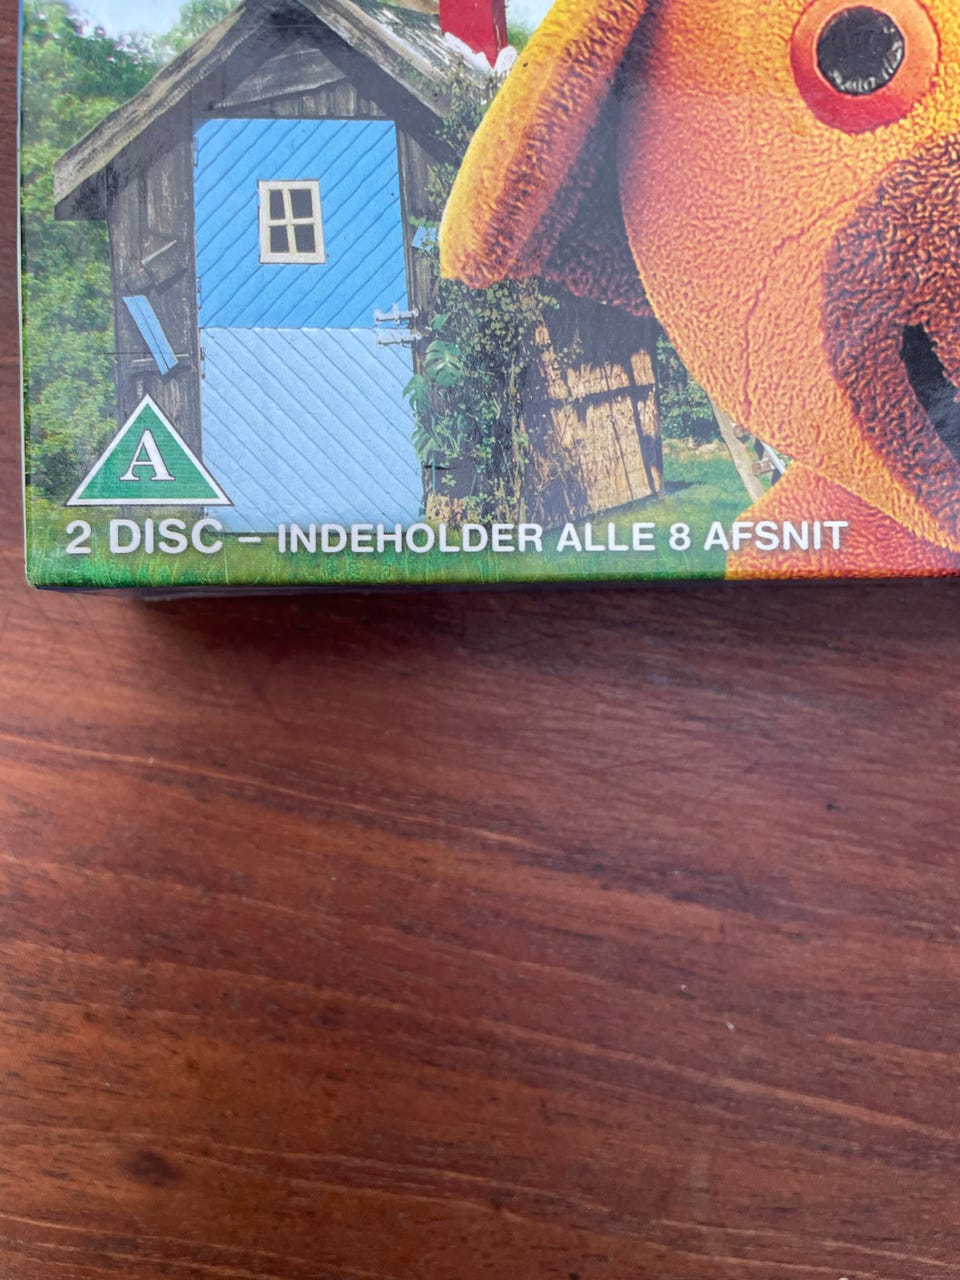 A
2 DISC – INDEHOLDER ALLE 8 AFSNIT